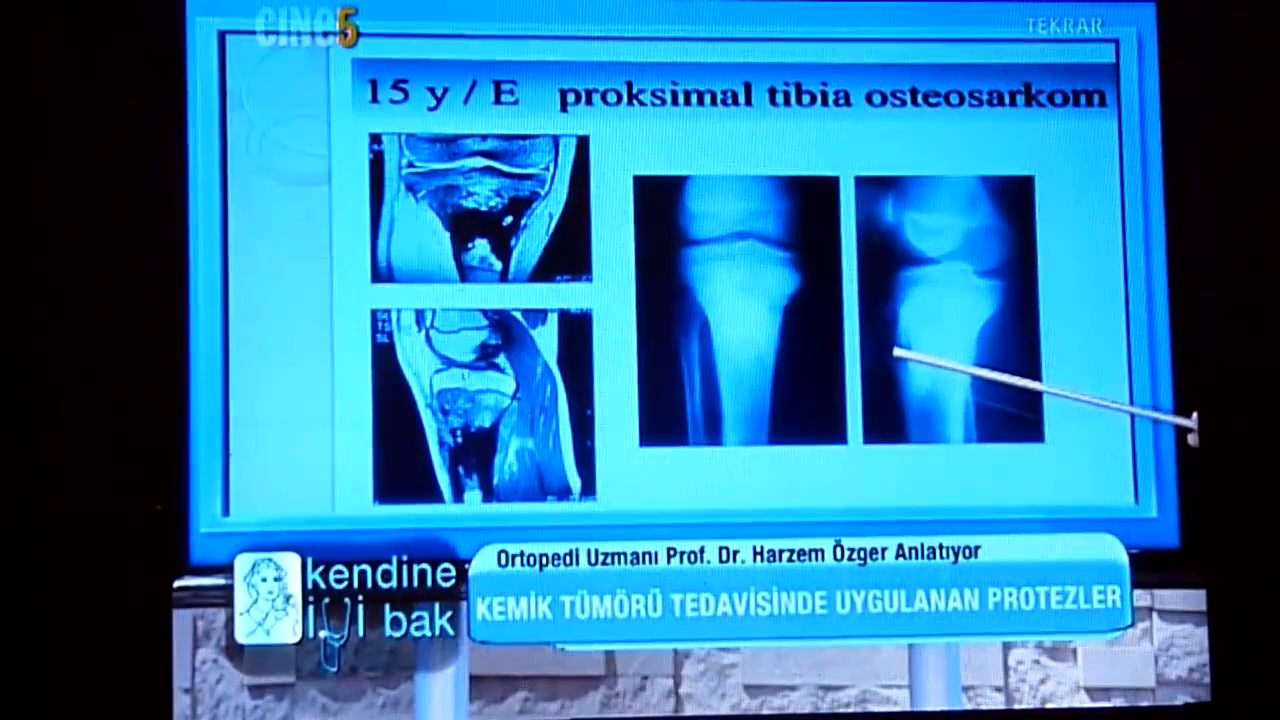 CINE5
TEKRAR
15 y / E proksimal tibia osteosarkom
Ortopedi Uzmanı Prof. Dr. Harzem Özger Anlatıyor
kendine iyi bak
KEMİK TÜMÖRÜ TEDAVİSİNDE UYGULANAN PROTEZLER